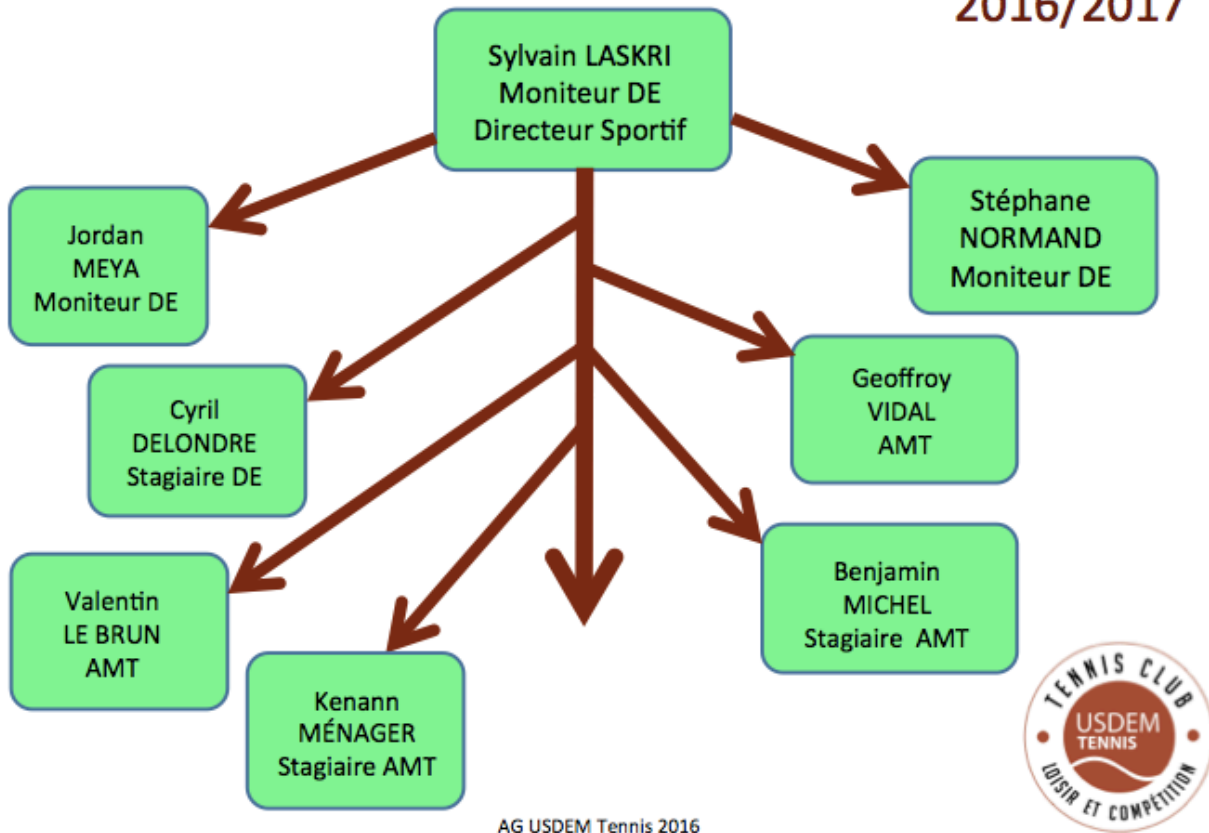 2016/2017
Sylvain LASKRI
Moniteur DE
Directeur Sportif
Jordan
MEYA
Moniteur DE
Stéphane
NORMAND
Moniteur DE
Cyril
DELONDRE
Stagiaire DE
Geoffroy
VIDAL
AMT
Valentin
LE BRUN
AMT
Benjamin
MICHEL
Stagiaire AMT
Kenann
MÉNAGER
Stagiaire AMT
TENNIS CLUB
USDEM
TENNIS
LOISIR ET COMPÉTITION
AG USDEM Tennis 2016